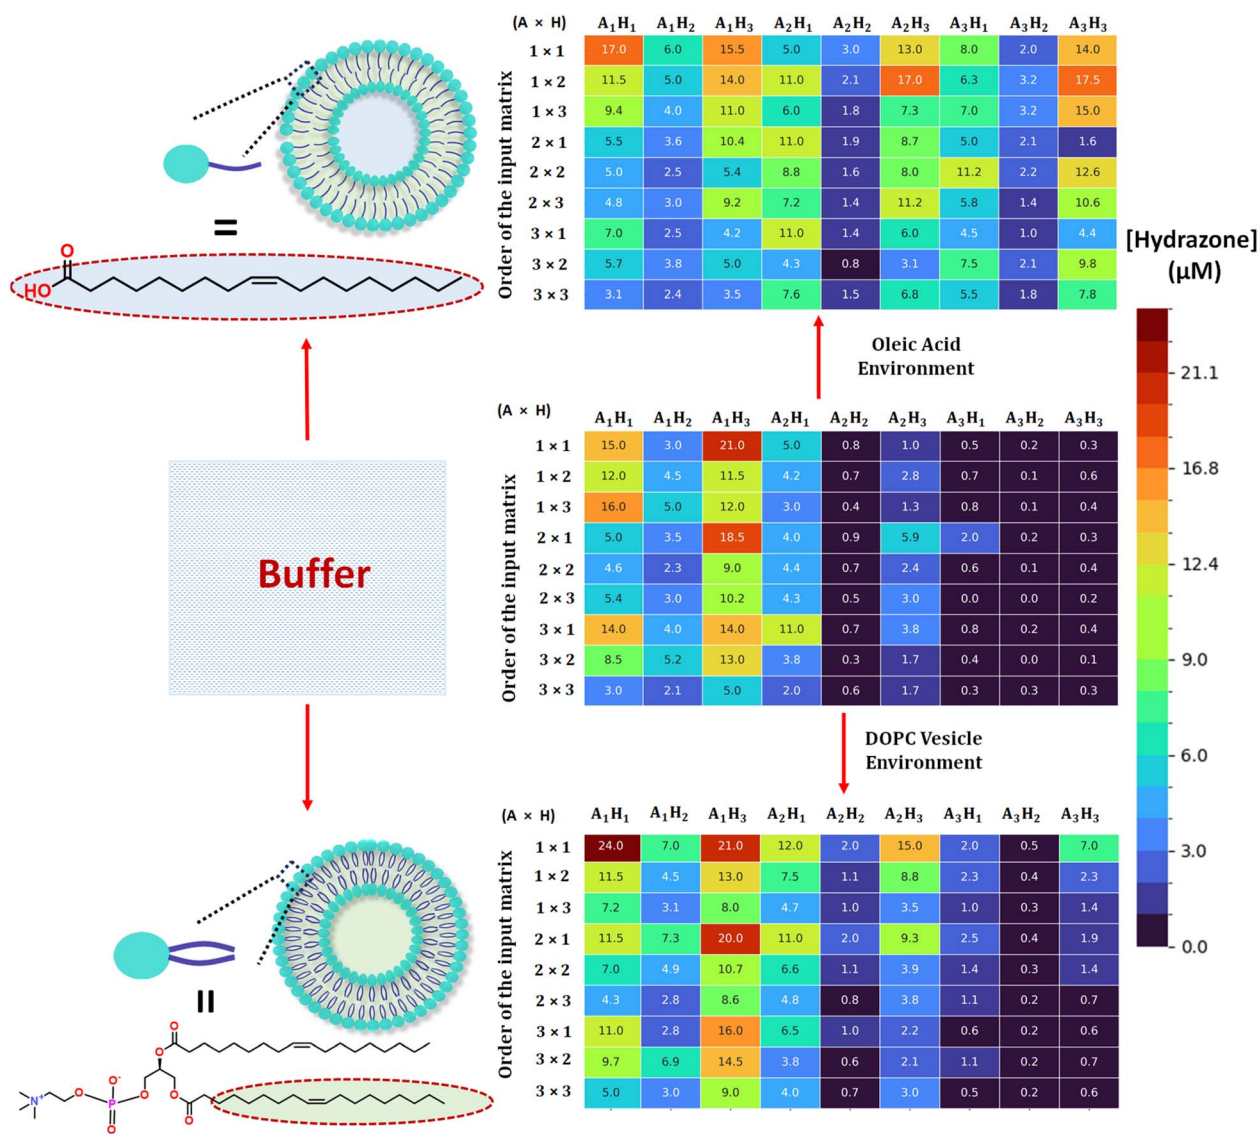 (A × H) A₁H₁ A₁H₂ A₁H₃ A₂H₁ A₂H₂ A₂H₃ A₃H₁ A₃H₂ A₃H₃
Order of the input matrix
1 × 1 17.0 6.0 15.5 5.0 3.0 13.0 8.0 2.0 14.0
1 × 2 11.5 5.0 14.0 11.0 2.1 17.0 6.3 3.2 17.5
1 × 3 9.4 4.0 11.0 6.0 1.8 7.3 7.0 3.2 15.0
2 × 1 5.5 3.6 10.4 11.0 1.9 8.7 5.0 2.1 1.6
2 × 2 5.0 2.5 5.4 8.8 1.6 8.0 11.2 2.2 12.6
2 × 3 4.8 3.0 9.2 7.2 1.4 11.2 5.8 1.4 10.6
3 × 1 7.0 2.5 4.2 11.0 1.4 6.0 4.5 1.0 4.4
3 × 2 5.7 3.8 5.0 4.3 0.8 3.1 7.5 2.1 9.8
3 × 3 3.1 2.4 3.5 7.6 1.5 6.8 5.5 1.8 7.8
=
O
HO
Oleic Acid
Environment
[Hydrazone]
(µM)
21.1
16.8
12.4
9.0
6.0
3.0
0.0
Buffer
(A × H) A₁H₁ A₁H₂ A₁H₃ A₂H₁ A₂H₂ A₂H₃ A₃H₁ A₃H₂ A₃H₃
Order of the input matrix
1 × 1 15.0 3.0 21.0 5.0 0.8 1.0 0.5 0.2 0.3
1 × 2 12.0 4.5 11.5 4.2 0.7 2.8 0.7 0.1 0.6
1 × 3 16.0 5.0 12.0 3.0 0.4 1.3 0.8 0.1 0.4
2 × 1 5.0 3.5 18.5 4.0 0.9 5.9 2.0 0.2 0.3
2 × 2 4.6 2.3 9.0 4.4 0.7 2.4 0.6 0.1 0.4
2 × 3 5.4 3.0 10.2 4.3 0.5 3.0 0.0 0.0 0.2
3 × 1 14.0 4.0 14.0 11.0 0.7 3.8 0.8 0.2 0.4
3 × 2 8.5 5.2 13.0 3.8 0.3 1.7 0.4 0.0 0.1
3 × 3 3.0 2.1 5.0 2.0 0.6 1.7 0.3 0.3 0.3
DOPC Vesicle
Environment
(A × H) A₁H₁ A₁H₂ A₁H₃ A₂H₁ A₂H₂ A₂H₃ A₃H₁ A₃H₂ A₃H₃
Order of the input matrix
1 × 1 24.0 7.0 21.0 12.0 2.0 15.0 2.0 0.5 7.0
1 × 2 11.5 4.5 13.0 7.5 1.1 8.8 2.3 0.4 2.3
1 × 3 7.2 3.1 8.0 4.7 1.0 3.5 1.0 0.3 1.4
2 × 1 11.5 7.3 20.0 11.0 2.0 9.3 2.5 0.4 1.9
2 × 2 7.0 4.9 10.7 6.6 1.1 3.9 1.4 0.3 1.4
2 × 3 4.3 2.8 8.6 4.8 0.8 3.8 1.1 0.2 0.7
3 × 1 11.0 2.8 16.0 6.5 1.0 2.2 0.6 0.2 0.6
3 × 2 9.7 6.9 14.5 3.8 0.6 2.1 1.1 0.2 0.7
3 × 3 5.0 3.0 9.0 4.0 0.7 3.0 0.5 0.2 0.6
O
O
O⁻
N⁺ O P O O
O O